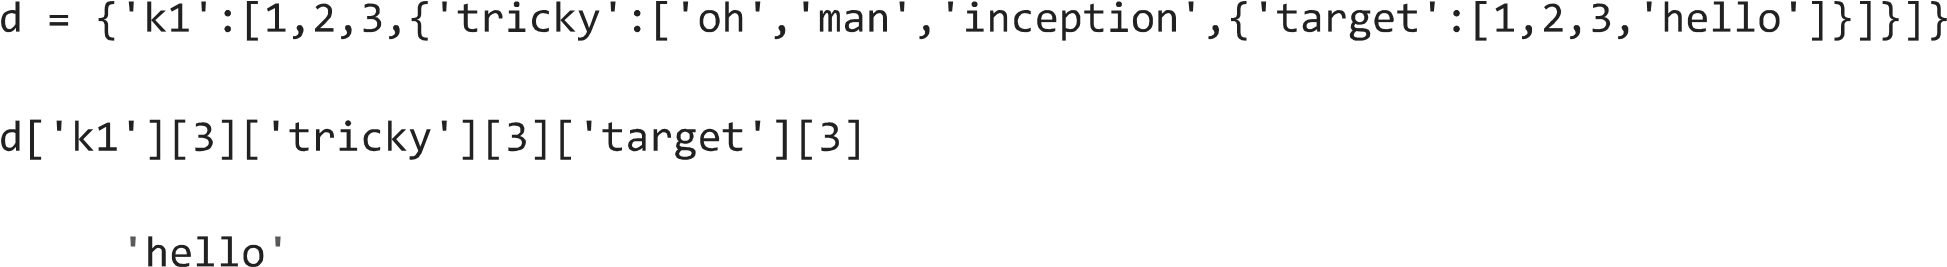 d = {'k1':[1,2,3,{'tricky':['oh','man','inception',{'target':[1,2,3,'hello']}]}]}
d['k1'][3]['tricky'][3]['target'][3]
'hello'